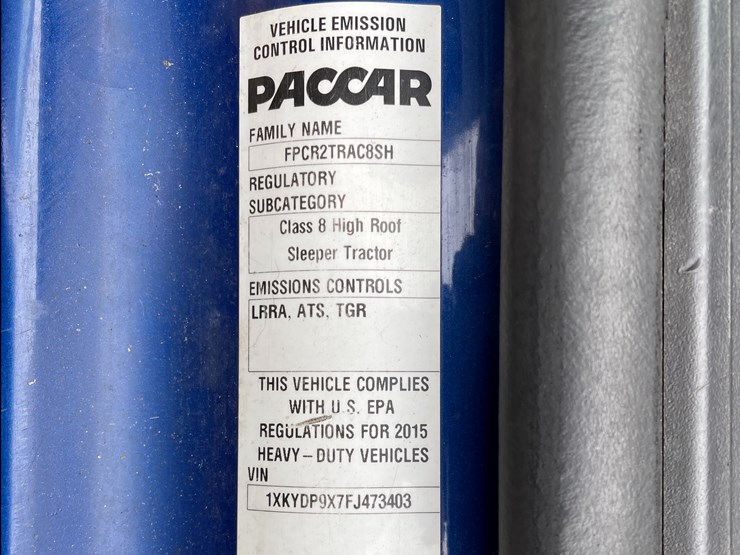 VEHICLE EMISSION
CONTROL INFORMATION
PACCAR
FAMILY NAME
FPCR2TRAC8SH
REGULATORY
SUBCATEGORY
Class 8 High Roof
Sleeper Tractor
EMISSIONS CONTROLS
LRRA, ATS, TGR
THIS VEHICLE COMPLIES
WITH U.S. EPA
REGULATIONS FOR 2015
HEAVY – DUTY VEHICLES
VIN
1XKYDP9X7FJ473403